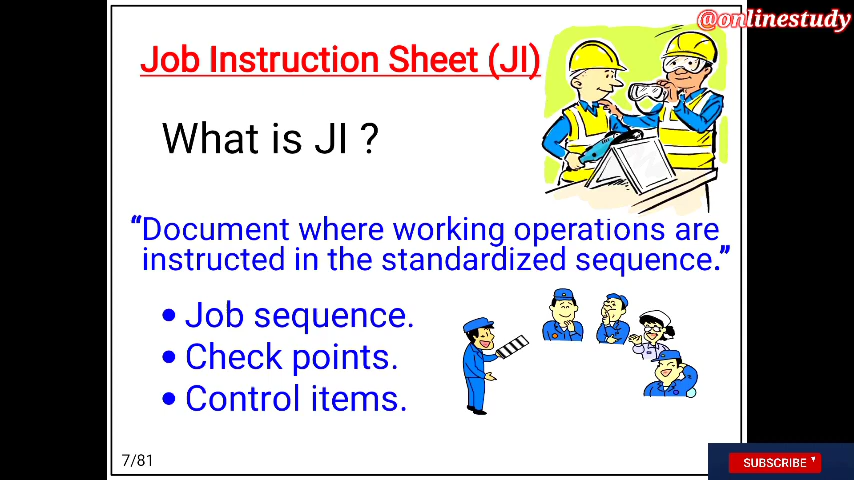 @onlinestudy
Job Instruction Sheet (JI)
What is JI ?
“Document where working operations are
instructed in the standardized sequence.”
• Job sequence.
• Check points.
• Control items.
7/81
SUBSCRIBE